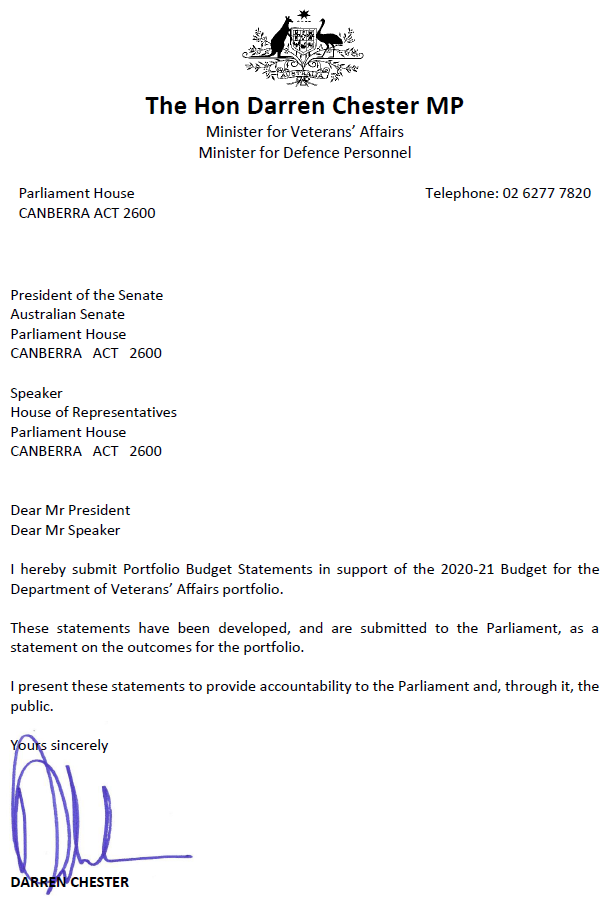 AUSTRALIA
The Hon Darren Chester MP
Minister for Veterans’ Affairs
Minister for Defence Personnel
Parliament House
Telephone: 02 6277 7820
CANBERRA ACT 2600
President of the Senate
Australian Senate
Parliament House
CANBERRA ACT 2600
Speaker
House of Representatives
Parliament House
CANBERRA ACT 2600
Dear Mr President
Dear Mr Speaker
I hereby submit Portfolio Budget Statements in support of the 2020-21 Budget for the
Department of Veterans’ Affairs portfolio.
These statements have been developed, and are submitted to the Parliament, as a
statement on the outcomes for the portfolio.
I present these statements to provide accountability to the Parliament and, through it, the
public.
Yours sincerely
DARREN CHESTER